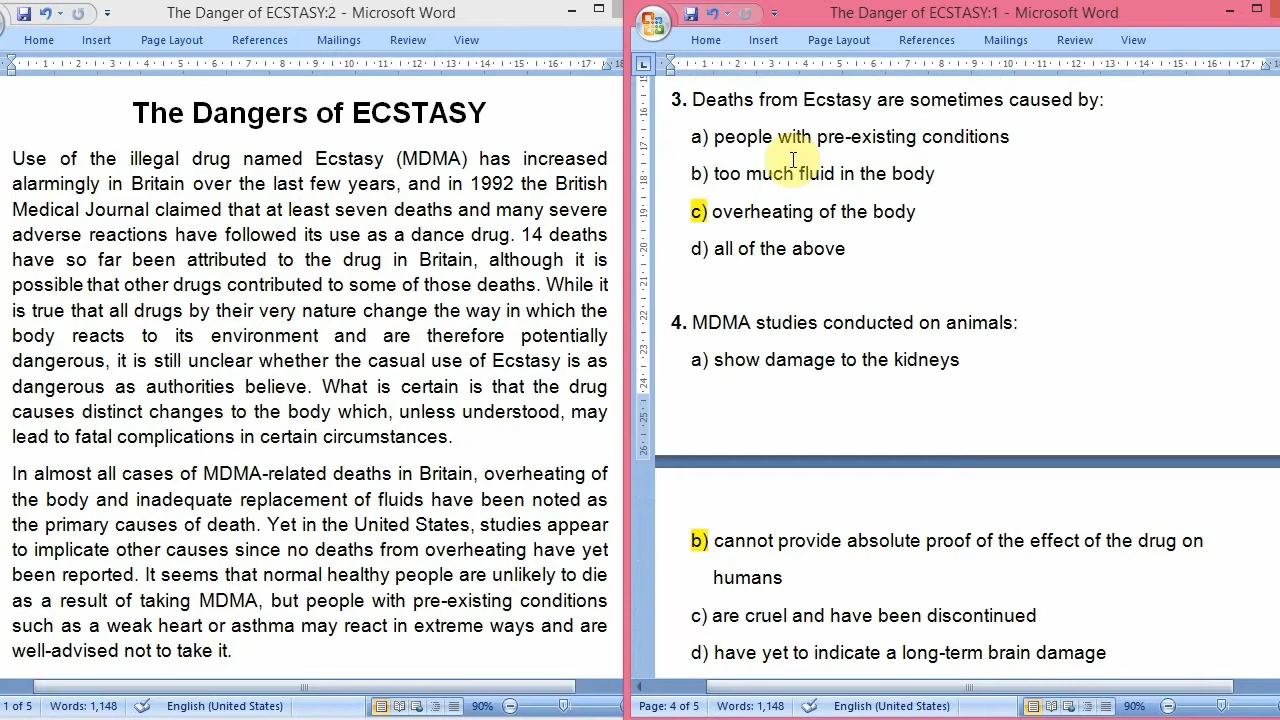 The Danger of ECSTASY:2 - Microsoft Word
Home Insert Page Layout References Mailings Review View
The Dangers of ECSTASY
Use of the illegal drug named Ecstasy (MDMA) has increased
alarmingly in Britain over the last few years, and in 1992 the British
Medical Journal claimed that at least seven deaths and many severe
adverse reactions have followed its use as a dance drug. 14 deaths
have so far been attributed to the drug in Britain, although it is
possible that other drugs contributed to some of those deaths. While it
is true that all drugs by their very nature change the way in which the
body reacts to its environment and are therefore potentially
dangerous, it is still unclear whether the casual use of Ecstasy is as
dangerous as authorities believe. What is certain is that the drug
causes distinct changes to the body which, unless understood, may
lead to fatal complications in certain circumstances.
In almost all cases of MDMA-related deaths in Britain, overheating of
the body and inadequate replacement of fluids have been noted as
the primary causes of death. Yet in the United States, studies appear
to implicate other causes since no deaths from overheating have yet
been reported. It seems that normal healthy people are unlikely to die
as a result of taking MDMA, but people with pre-existing conditions
such as a weak heart or asthma may react in extreme ways and are
well-advised not to take it.
1 of 5 Words: 1,148 English (United States) 90%
The Danger of ECSTASY:1 - Microsoft Word
Home Insert Page Layout References Mailings Review View
3. Deaths from Ecstasy are sometimes caused by:
a) people with pre-existing conditions
b) too much fluid in the body
c) overheating of the body
d) all of the above
4. MDMA studies conducted on animals:
a) show damage to the kidneys
b) cannot provide absolute proof of the effect of the drug on
humans
c) are cruel and have been discontinued
d) have yet to indicate a long-term brain damage
Page: 4 of 5 Words: 1,148 English (United States) 90%